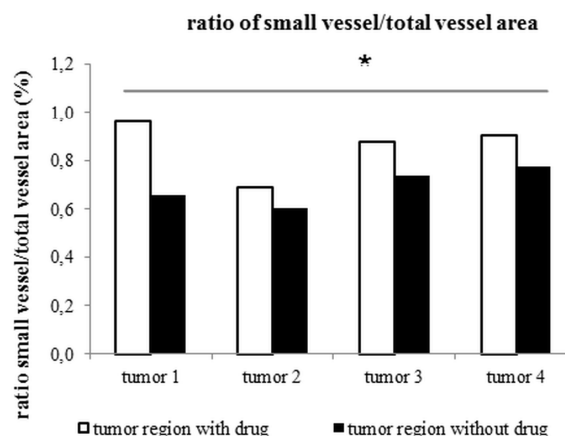 ratio of small vessel/total vessel area
ratio small vessel/total vessel area (%)
1,2
1,0
0,8
0,6
0,4
0,2
0,0
*
tumor 1
tumor 2
tumor 3
tumor 4
tumor region with drug
tumor region without drug